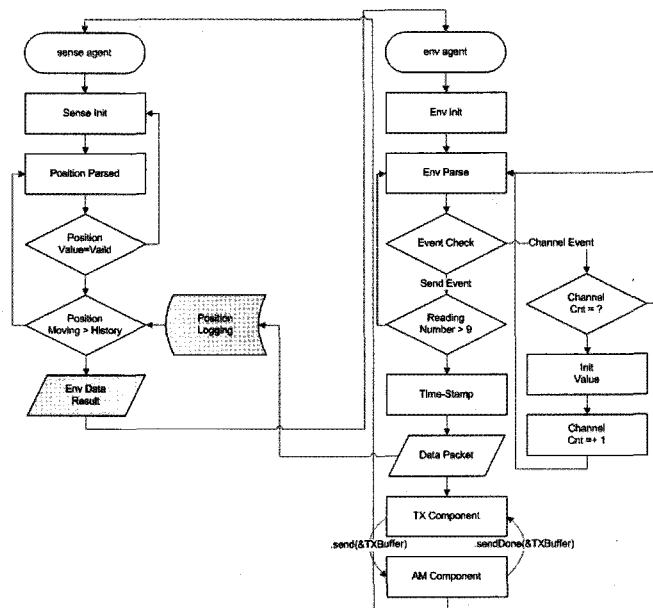 sense agent
Sense Init
Position Parsed
Position
Value=Vaild
Position
Moving > History
Position
Logging
Env Data
Result
env agent
Env Init
Env Parse
Event Check
Channel Event
Send Event
Reading
Number > 9
Channel
Cnt = ?
Init
Value
Channel
Cnt =+ 1
Time-Stamp
Data Packet
TX Component
.send(&TXBuffer)
.sendDone(&TXBuffer)
AM Component